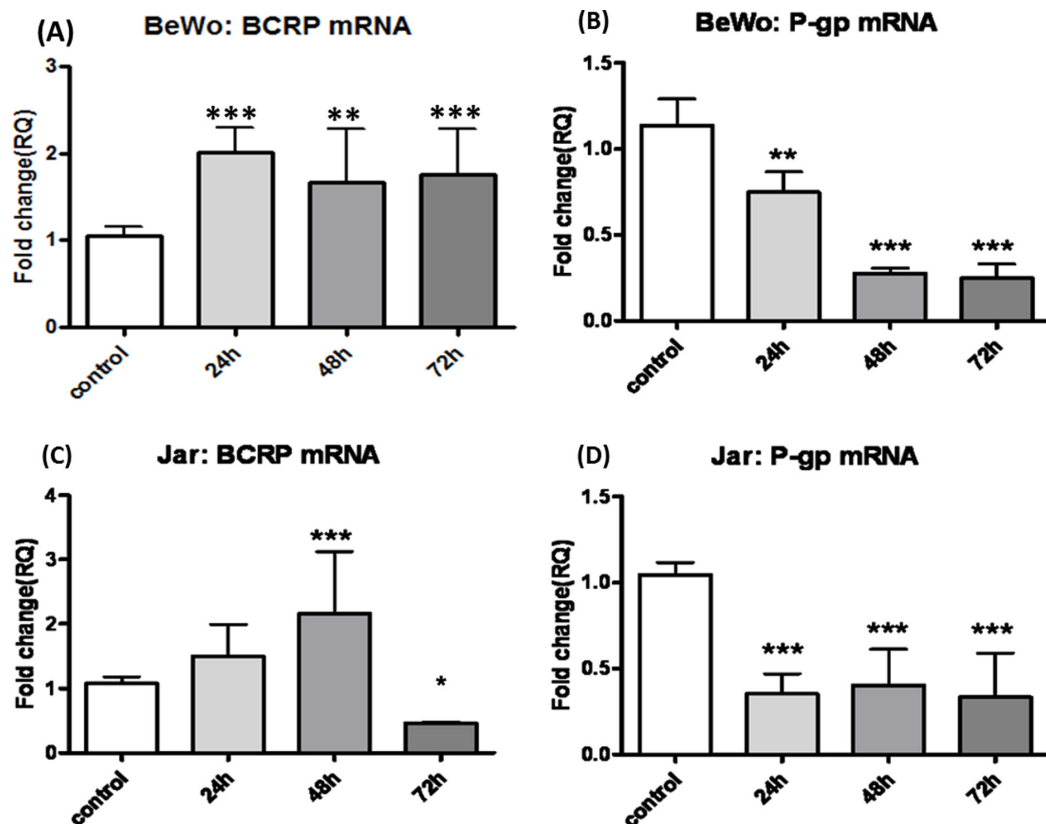 (A)
BeWo: BCRP mRNA
Fold change(RQ)
3
2
1
0
***
**
***
control
24h
48h
72h
(B)
BeWo: P-gp mRNA
Fold change(RQ)
1.5
1.0
0.5
0.0
**
***
***
control
24h
48h
72h
(C)
Jar: BCRP mRNA
Fold change(RQ)
4
3
2
1
0
***
*
control
24h
48h
72h
(D)
Jar: P-gp mRNA
Fold change(RQ)
1.5
1.0
0.5
0.0
***
***
***
control
24h
48h
72h